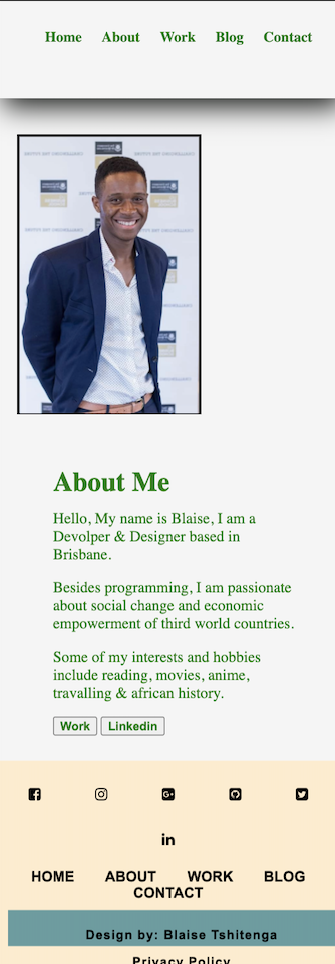 Home About Work Blog Contact
About Me
Hello, My name is Blaise, I am a
Devolper & Designer based in
Brisbane.
Besides programming, I am passionate
about social change and economic
empowerment of third world countries.
Some of my interests and hobbies
include reading, movies, anime,
travalling & african history.
Work Linkedin
HOME ABOUT WORK BLOG
CONTACT
Design by: Blaise Tshitenga
Privacy Policy